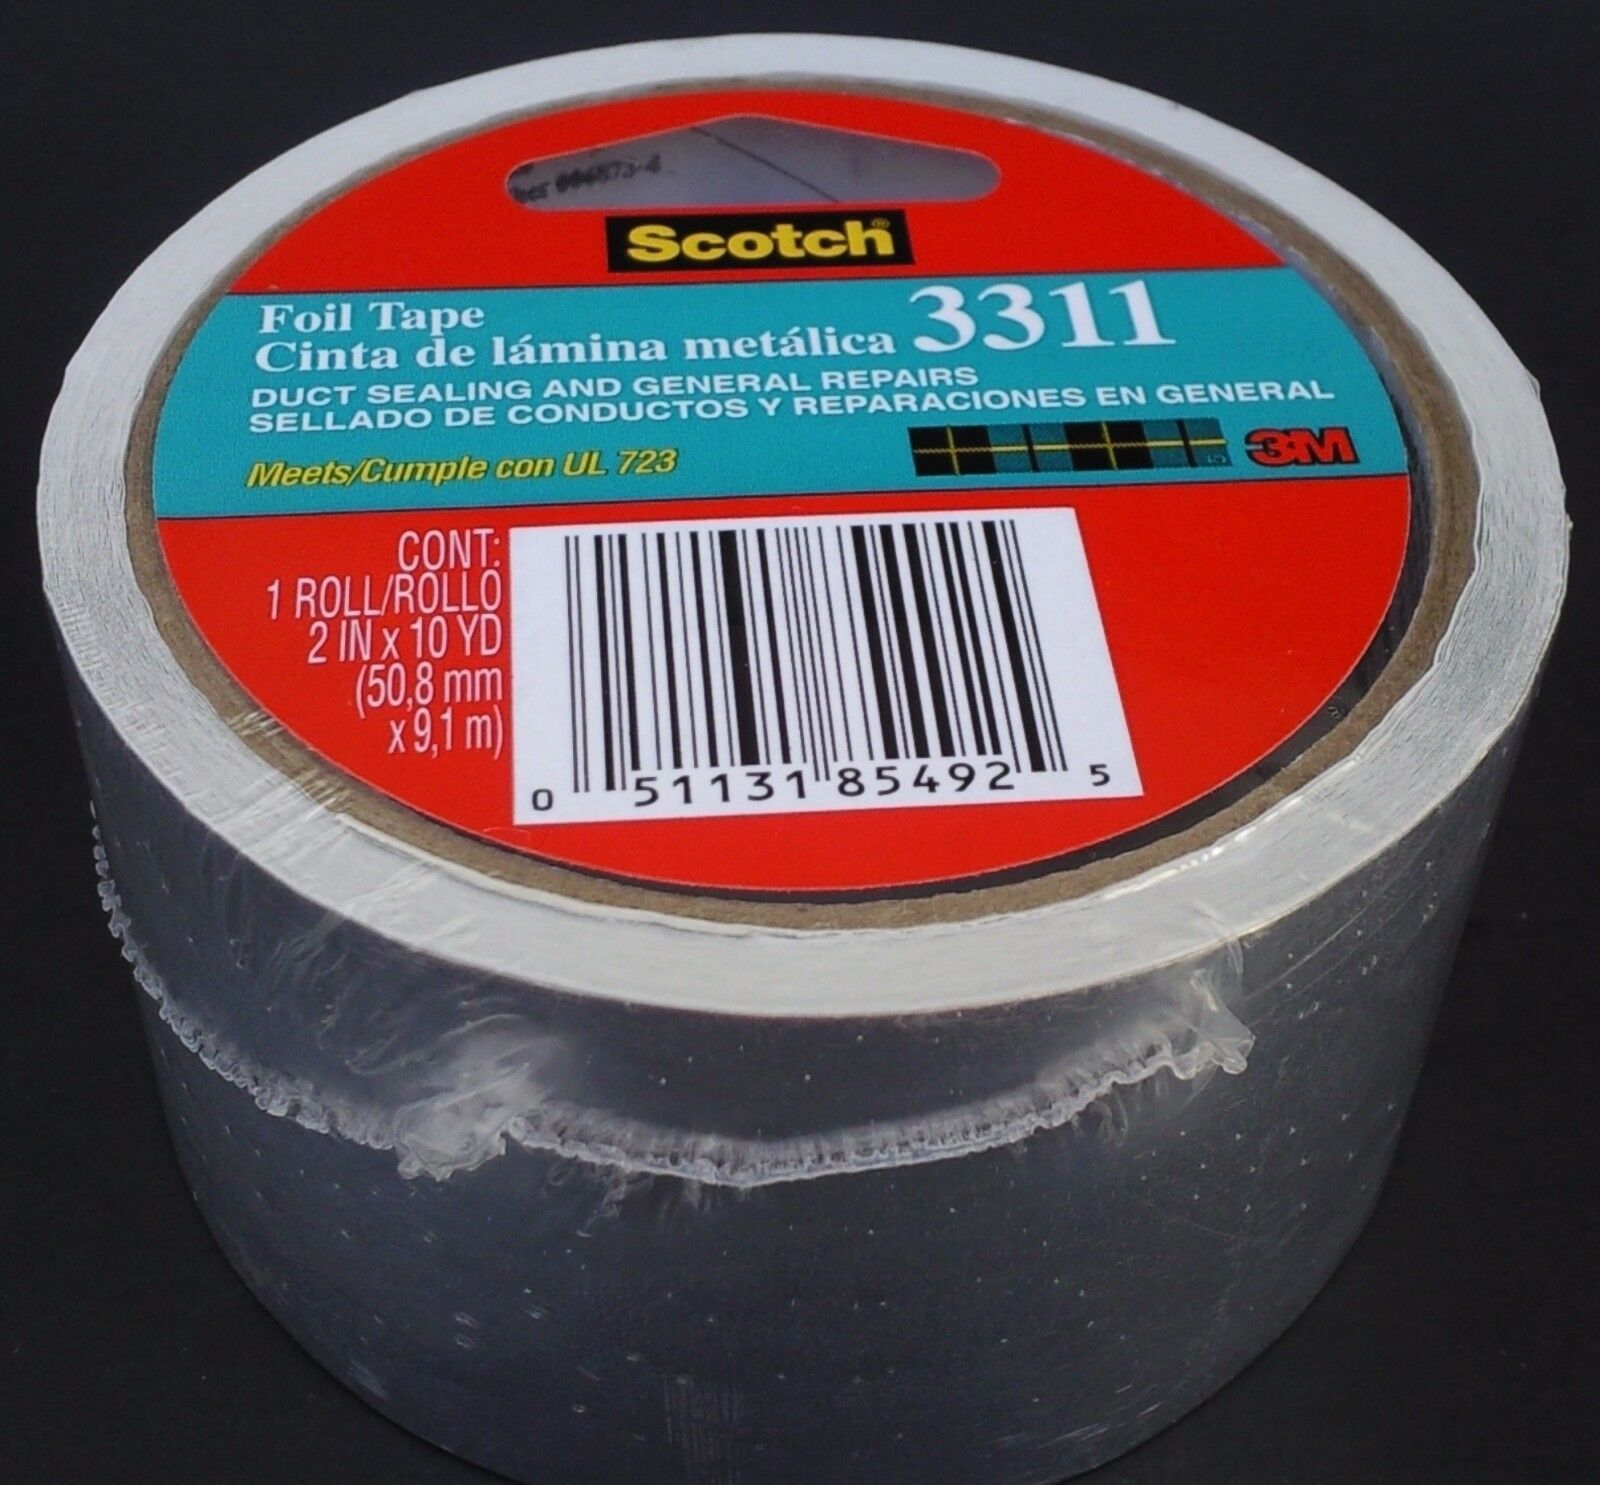 Scotch®
Foil Tape
Cinta de lámina metálica 3311
DUCT SEALING AND GENERAL REPAIRS
SELLADO DE CONDUCTOS Y REPARACIONES EN GENERAL
Meets/Cumple con UL 723
3M
CONT:
1 ROLL/ROLLO
2 IN x 10 YD
(50,8 mm
x 9,1 m)
0 51131 85492 5